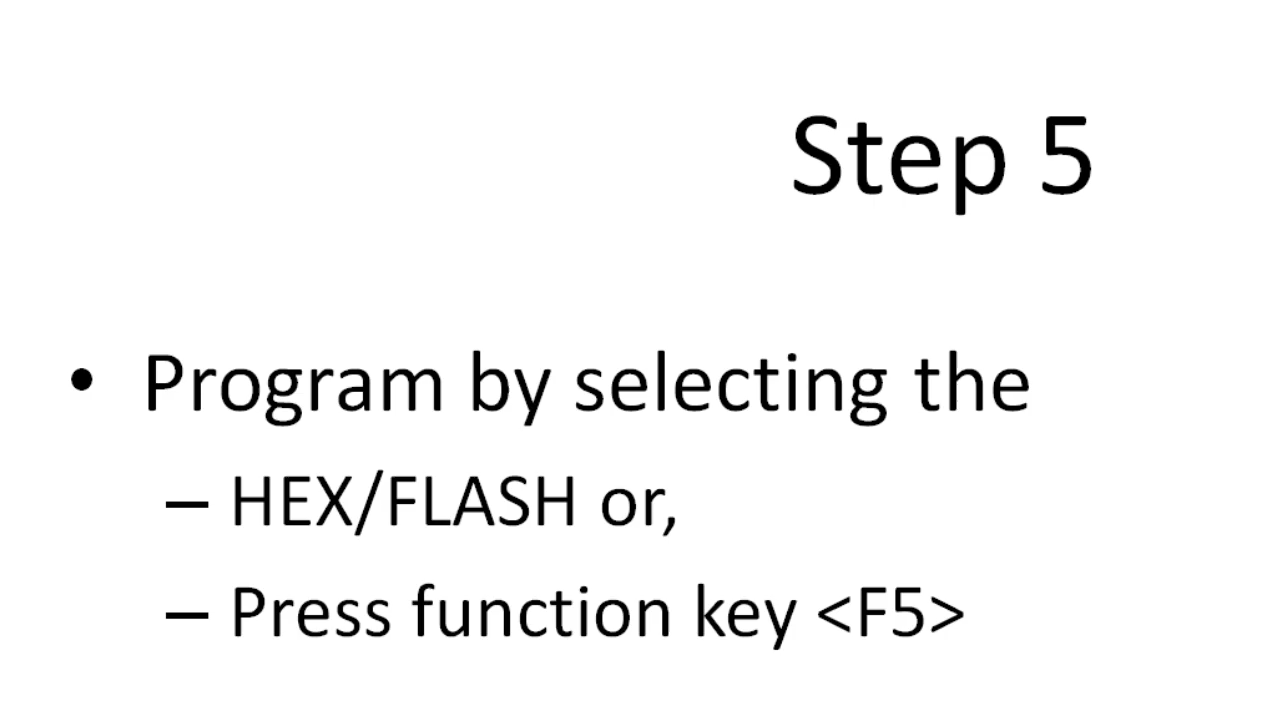 Step 5
• Program by selecting the
– HEX/FLASH or,
– Press function key <F5>